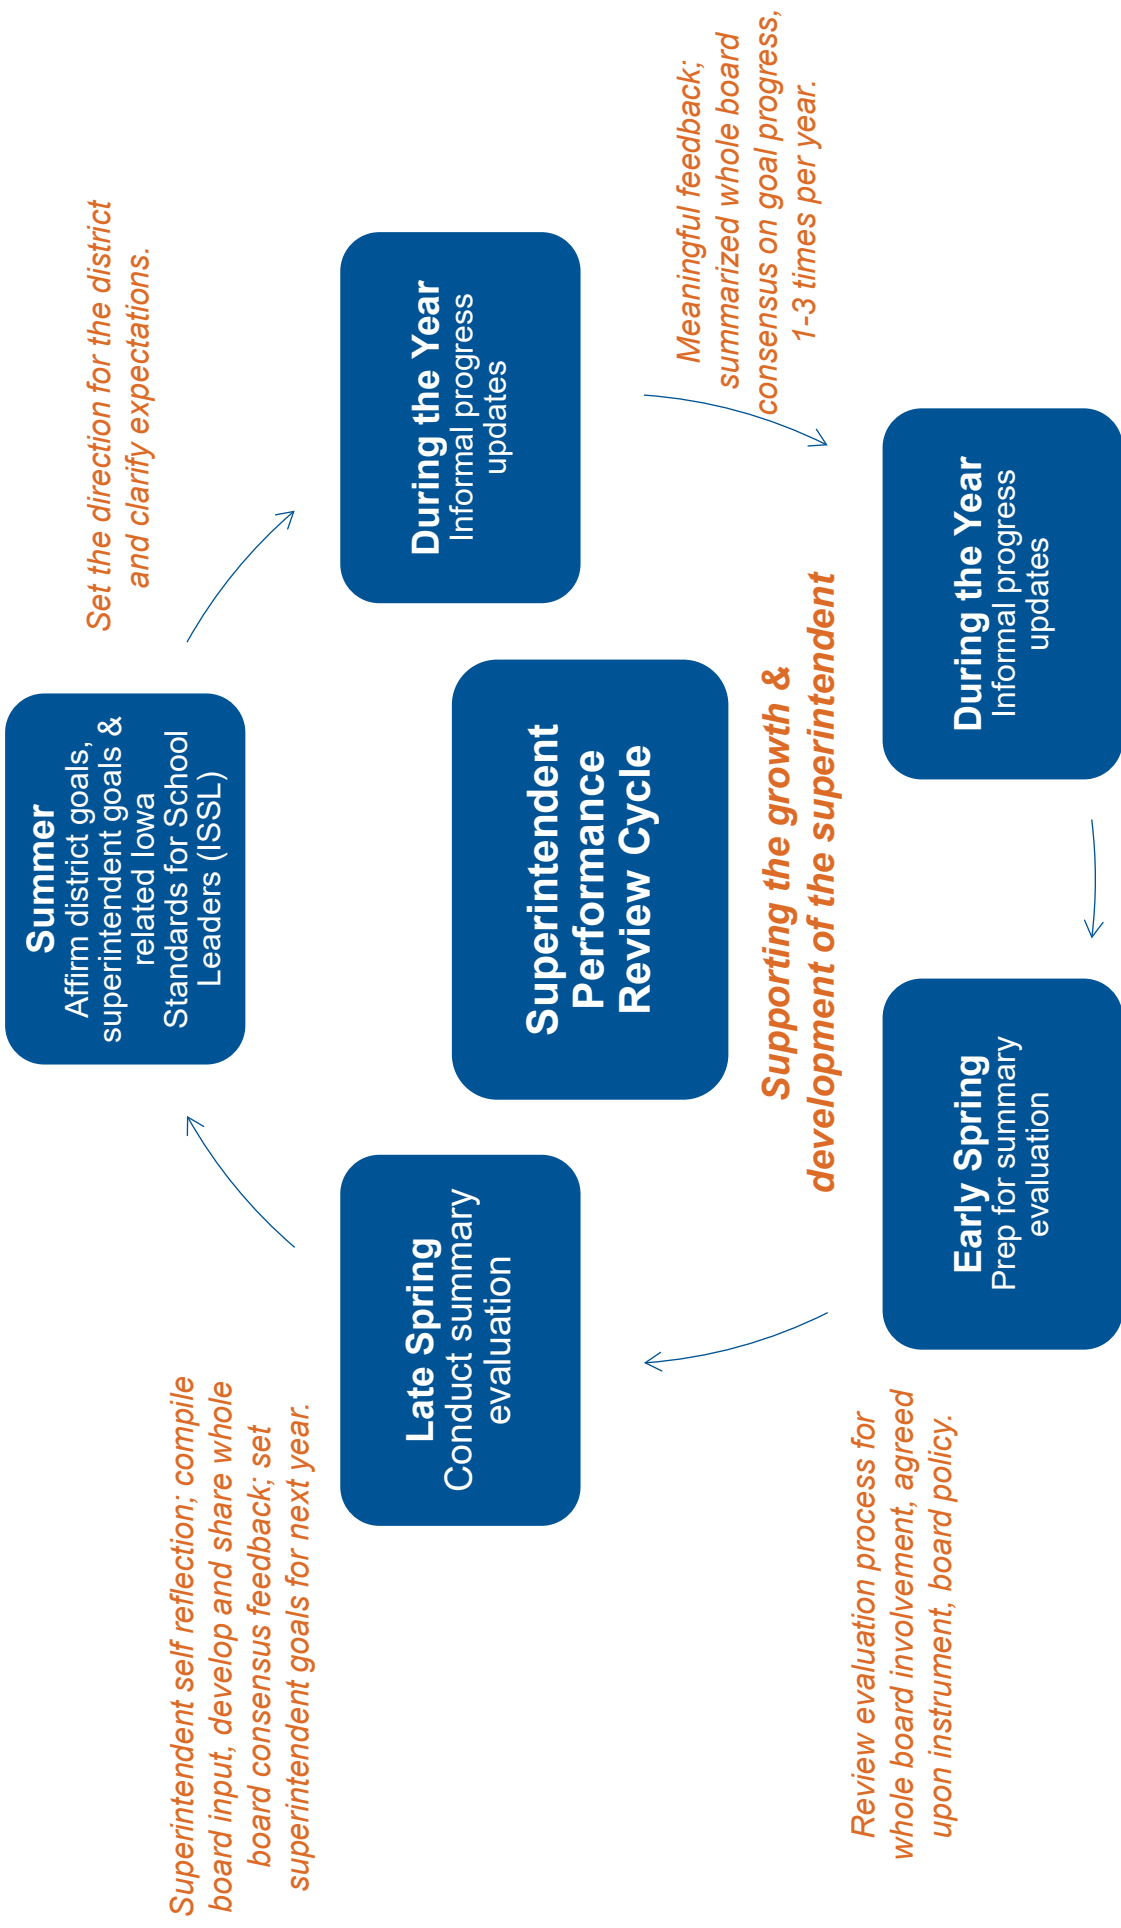 Summer
Affirm district goals,
superintendent goals &
related Iowa
Standards for School
Leaders (ISSL)
Set the direction for the district
and clarify expectations.
During the Year
Informal progress
updates
Meaningful feedback;
summarized whole board
consensus on goal progress,
1-3 times per year.
During the Year
Informal progress
updates
Early Spring
Prep for summary
evaluation
Review evaluation process for
whole board involvement, agreed
upon instrument, board policy.
Late Spring
Conduct summary
evaluation
Superintendent self reflection; compile
board input, develop and share whole
board consensus feedback; set
superintendent goals for next year.
Superintendent
Performance
Review Cycle
Supporting the growth &
development of the superintendent